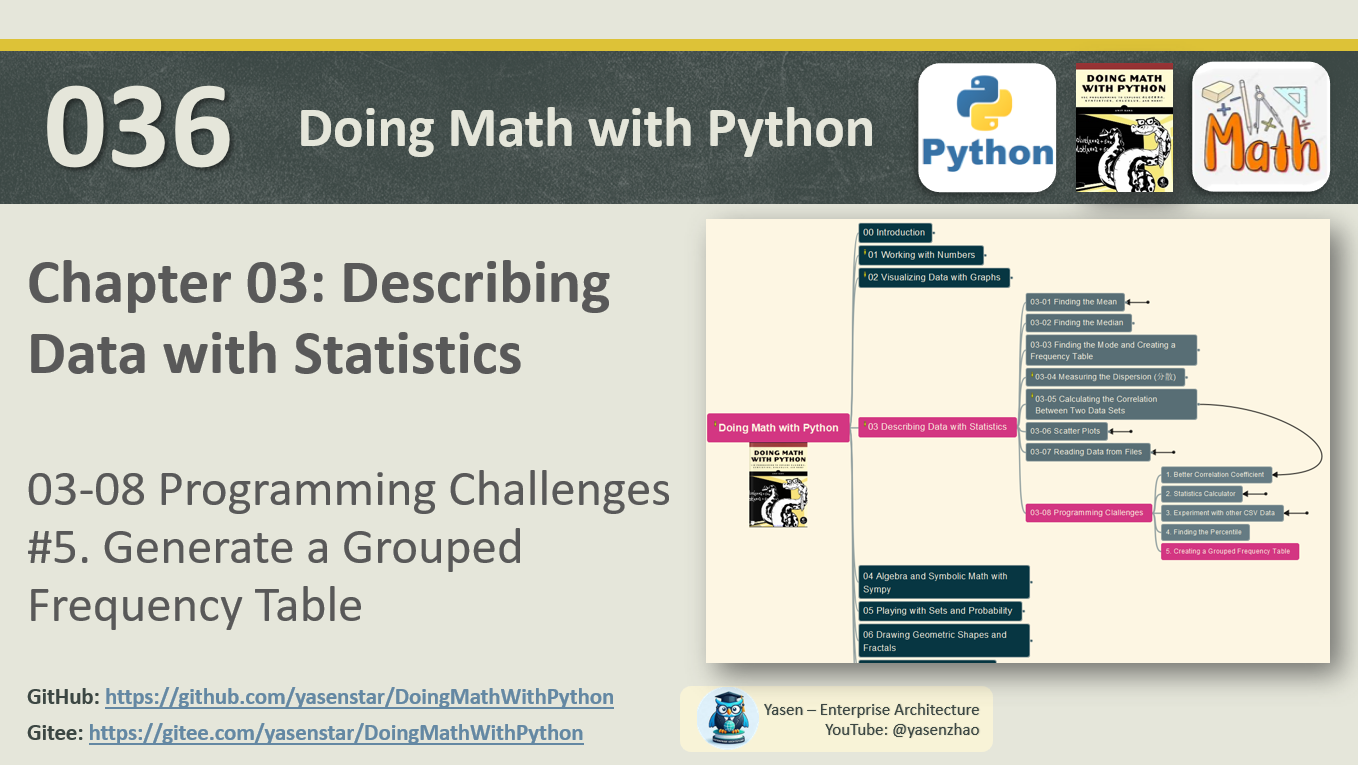 036
Doing Math with Python
Python
DOING MATH
WITH PYTHON
Math
Chapter 03: Describing
Data with Statistics
03-08 Programming Challenges
#5. Generate a Grouped
Frequency Table
GitHub: https://github.com/yasenstar/DoingMathWithPython
Gitee: https://gitee.com/yasenstar/DoingMathWithPython
00 Introduction
01 Working with Numbers
02 Visualizing Data with Graphs
03-01 Finding the Mean
03-02 Finding the Median
03-03 Finding the Mode and Creating a
Frequency Table
03-04 Measuring the Dispersion (分散)
03-05 Calculating the Correlation
Between Two Data Sets
Doing Math with Python
03 Describing Data with Statistics
03-06 Scatter Plots
03-07 Reading Data from Files
DOING MATH
WITH PYTHON
1. Better Correlation Coefficient
2. Statistics Calculator
03-08 Programming Clallenges
3. Experiment with other CSV Data
4. Finding the Percentile
5. Creating a Grouped Frequency Table
04 Algebra and Symbolic Math with
Sympy
05 Playing with Sets and Probability
06 Drawing Geometric Shapes and
Fractals
Yasen – Enterprise Architecture
YouTube: @yasenzhao